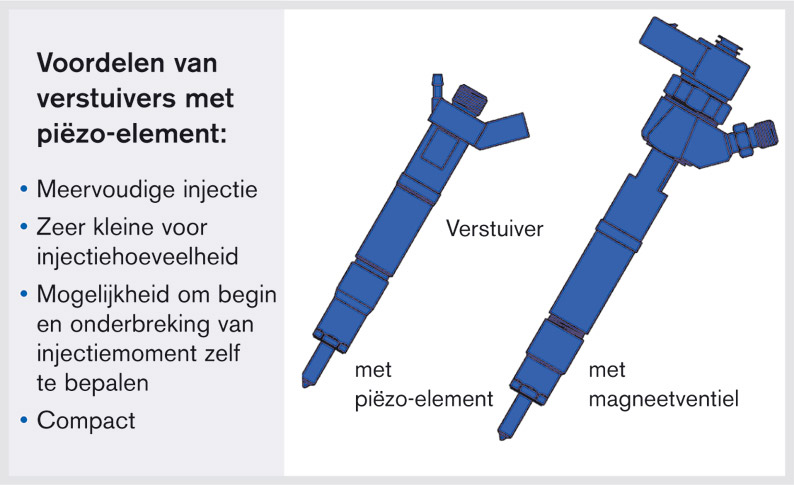 Voordelen van
verstuivers met
piëzo-element:
• Meervoudige injectie
• Zeer kleine voor
injectiehoeveelheid
• Mogelijkheid om begin
en onderbreking van
injectiemoment zelf
te bepalen
• Compact
Verstuiver
met
piëzo-element
met
magneetventiel